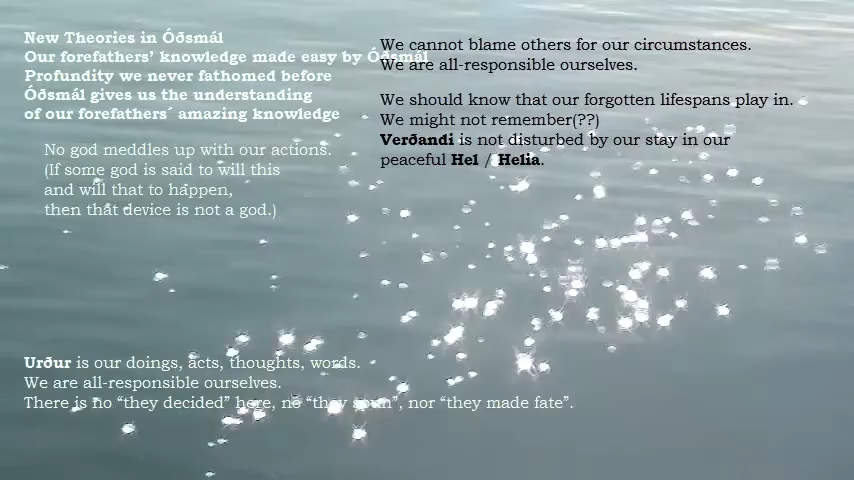 New Theories in Óðsmál
Our forefathers’ knowledge made easy by Óðsmál
Profundity we never fathomed before
Óðsmál gives us the understanding
of our forefathers´ amazing knowledge
No god meddles up with our actions.
(If some god is said to will this
and will that to happen,
then that device is not a god.)
We cannot blame others for our circumstances.
We are all-responsible ourselves.
We should know that our forgotten lifespans play in.
We might not remember(??)
Verðandi is not disturbed by our stay in our
peaceful Hel / Helia.
Urður is our doings, acts, thoughts, words.
We are all-responsible ourselves.
There is no “they decided” here, no “they spun”, nor “they made fate”.